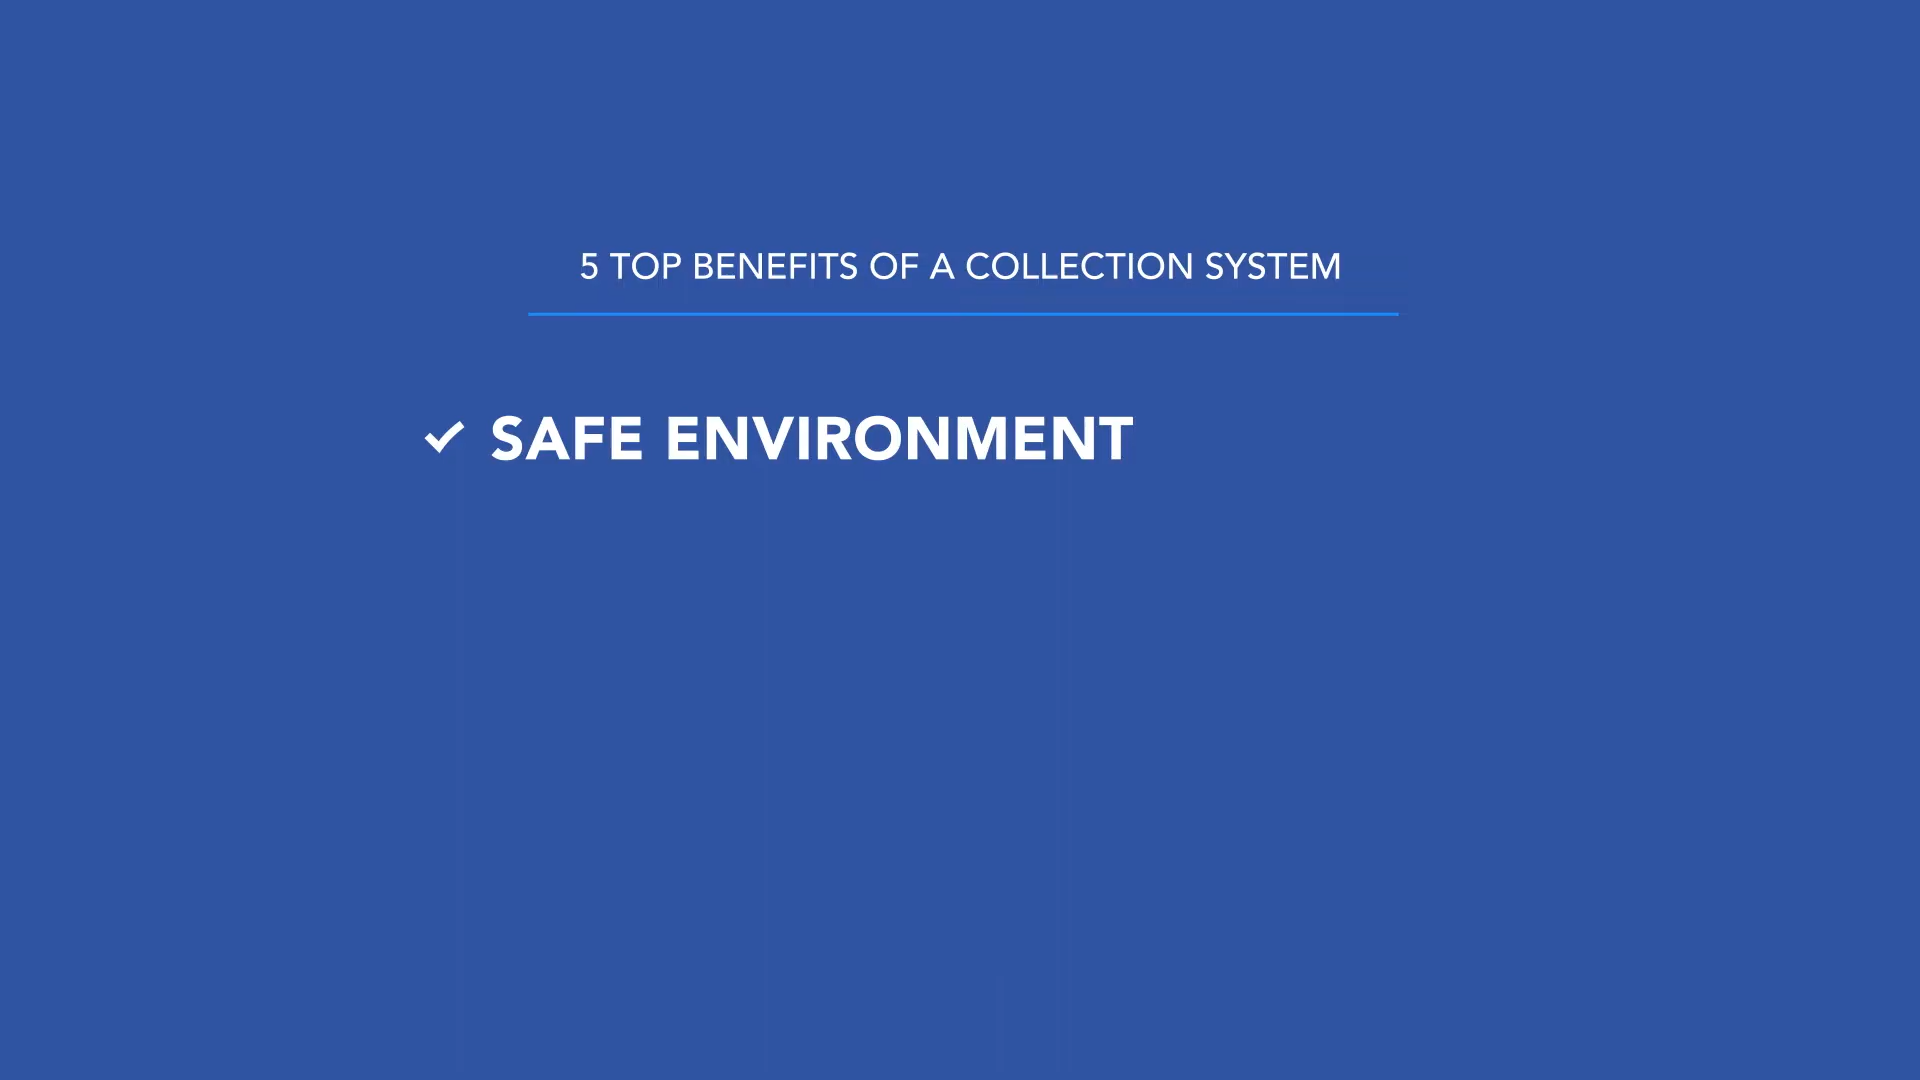 5 TOP BENEFITS OF A COLLECTION SYSTEM
SAFE ENVIRONMENT